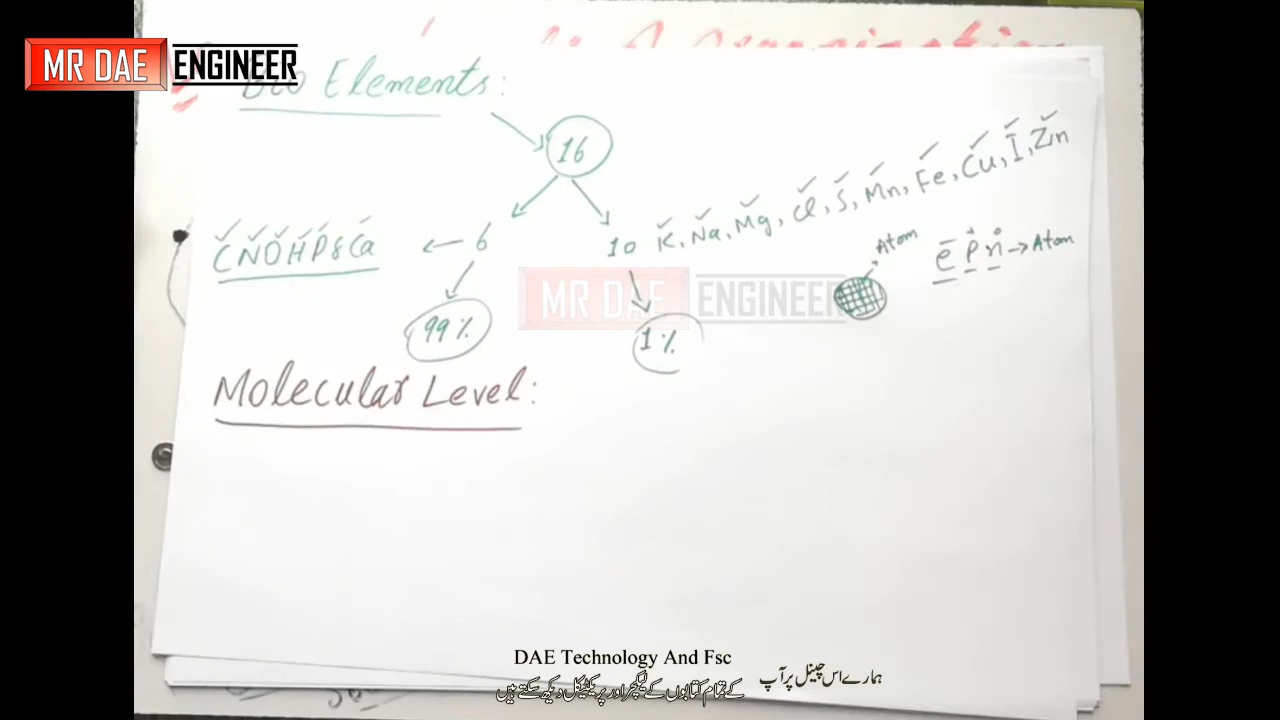 MR DAE ENGINEER
Bio Elements:
16
C N O H P & Ca ← 6
10 K, Na, Mg, Cl, S, Mn, Fe, Cu, I, Zn
99%
1%
Atom
e⁻ p⁺ n° → Atom
MR DAE ENGINEER
Molecular Level:
DAE Technology And Fsc
ہمارے اس چینل پر آپ
کے تمام کتابوں کے لیکچر اور پریکٹیکل دیکھ سکتے ہیں